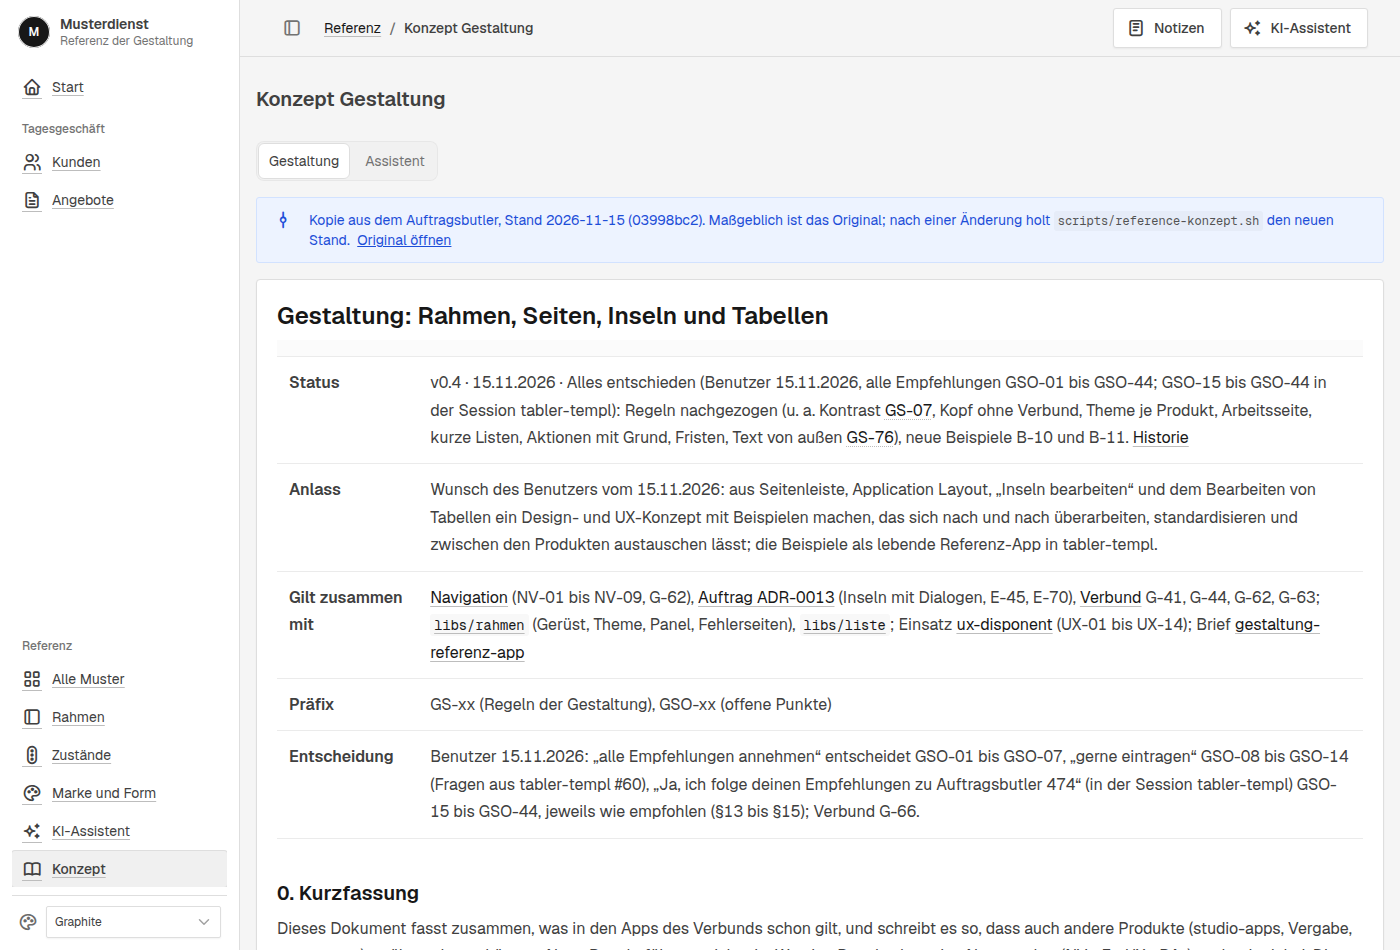 M
Musterdienst
Referenz der Gestaltung
Start
Tagesgeschäft
Kunden
Angebote
Referenz
Alle Muster
Rahmen
Zustände
Marke und Form
KI-Assistent
Konzept
Graphite
Referenz / Konzept Gestaltung
Notizen
KI-Assistent
Konzept Gestaltung
Gestaltung
Assistent
Kopie aus dem Auftragsbutler, Stand 2026-11-15 (03998bc2). Maßgeblich ist das Original; nach einer Änderung holt scripts/reference-konzept.sh den neuen
Stand. Original öffnen
Gestaltung: Rahmen, Seiten, Inseln und Tabellen
Status
v0.4 · 15.11.2026 · Alles entschieden (Benutzer 15.11.2026, alle Empfehlungen GSO-01 bis GSO-44; GSO-15 bis GSO-44 in
der Session tabler-templ): Regeln nachgezogen (u. a. Kontrast GS-07, Kopf ohne Verbund, Theme je Produkt, Arbeitsseite,
kurze Listen, Aktionen mit Grund, Fristen, Text von außen GS-76), neue Beispiele B-10 und B-11. Historie
Anlass
Wunsch des Benutzers vom 15.11.2026: aus Seitenleiste, Application Layout, „Inseln bearbeiten“ und dem Bearbeiten von
Tabellen ein Design- und UX-Konzept mit Beispielen machen, das sich nach und nach überarbeiten, standardisieren und
zwischen den Produkten austauschen lässt; die Beispiele als lebende Referenz-App in tabler-templ.
Gilt zusammen
mit
Navigation (NV-01 bis NV-09, G-62), Auftrag ADR-0013 (Inseln mit Dialogen, E-45, E-70), Verbund G-41, G-44, G-62, G-63;
libs/rahmen (Gerüst, Theme, Panel, Fehlerseiten), libs/liste ; Einsatz ux-disponent (UX-01 bis UX-14); Brief gestaltung-
referenz-app
Präfix
GS-xx (Regeln der Gestaltung), GSO-xx (offene Punkte)
Entscheidung
Benutzer 15.11.2026: „alle Empfehlungen annehmen“ entscheidet GSO-01 bis GSO-07, „gerne eintragen“ GSO-08 bis GSO-14
(Fragen aus tabler-templ #60), „Ja, ich folge deinen Empfehlungen zu Auftragsbutler 474“ (in der Session tabler-templ) GSO-
15 bis GSO-44, jeweils wie empfohlen (§13 bis §15); Verbund G-66.
0. Kurzfassung
Dieses Dokument fasst zusammen, was in den Apps des Verbunds schon gilt, und schreibt es so, dass auch andere Produkte (studio-apps, Vergabe,